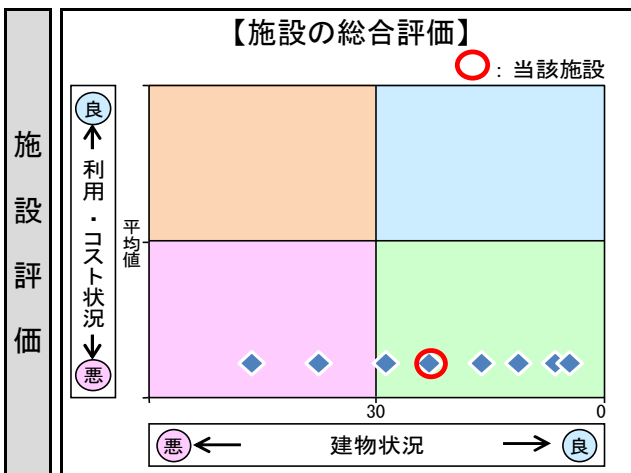 施設評価
【施設の総合評価】
: 当該施設
良
利用・コスト状況
悪
平均値
30
0
悪
建物状況
良